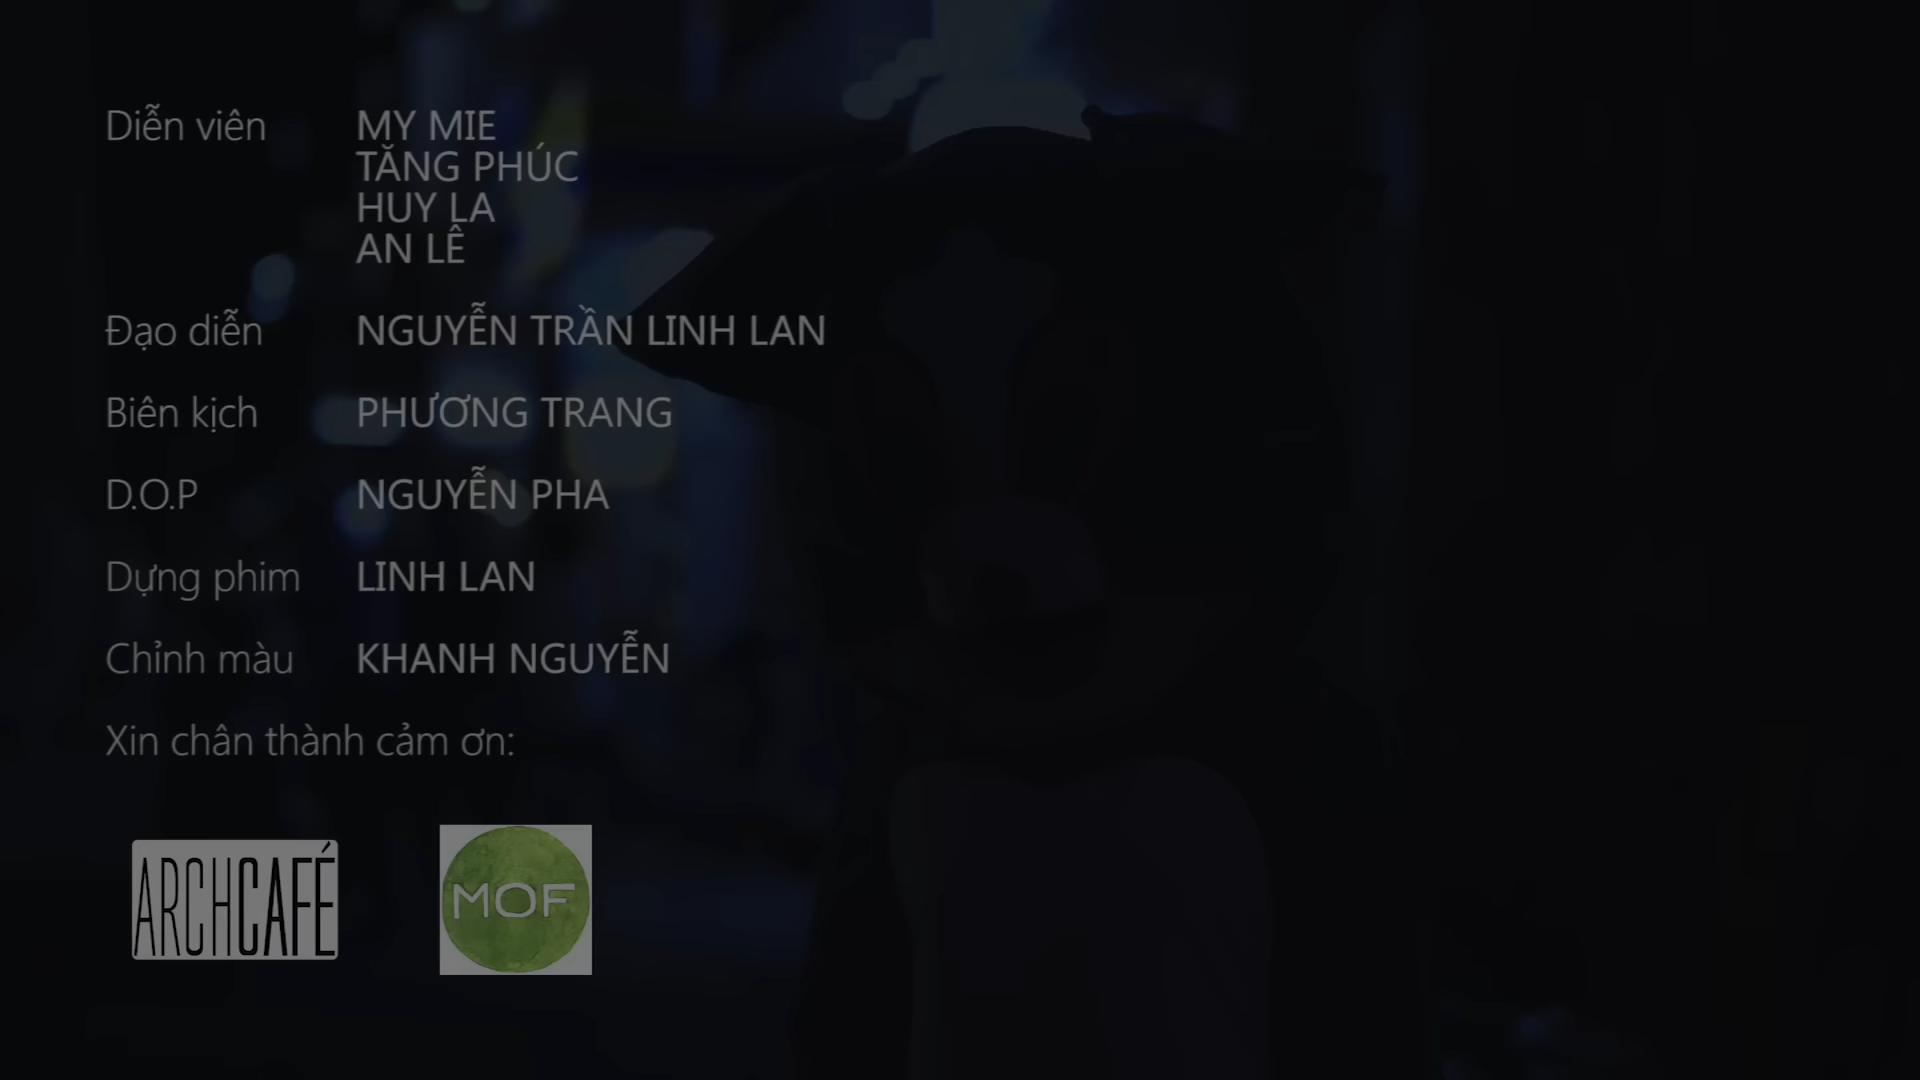 Diễn viên MY MIE
TĂNG PHÚC
HUY LA
AN LÊ
Đạo diễn NGUYỄN TRẦN LINH LAN
Biên kịch PHƯƠNG TRANG
D.O.P NGUYỄN PHA
Dựng phim LINH LAN
Chỉnh màu KHANH NGUYỄN
Xin chân thành cảm ơn:
ARCHCAFÉ MOF